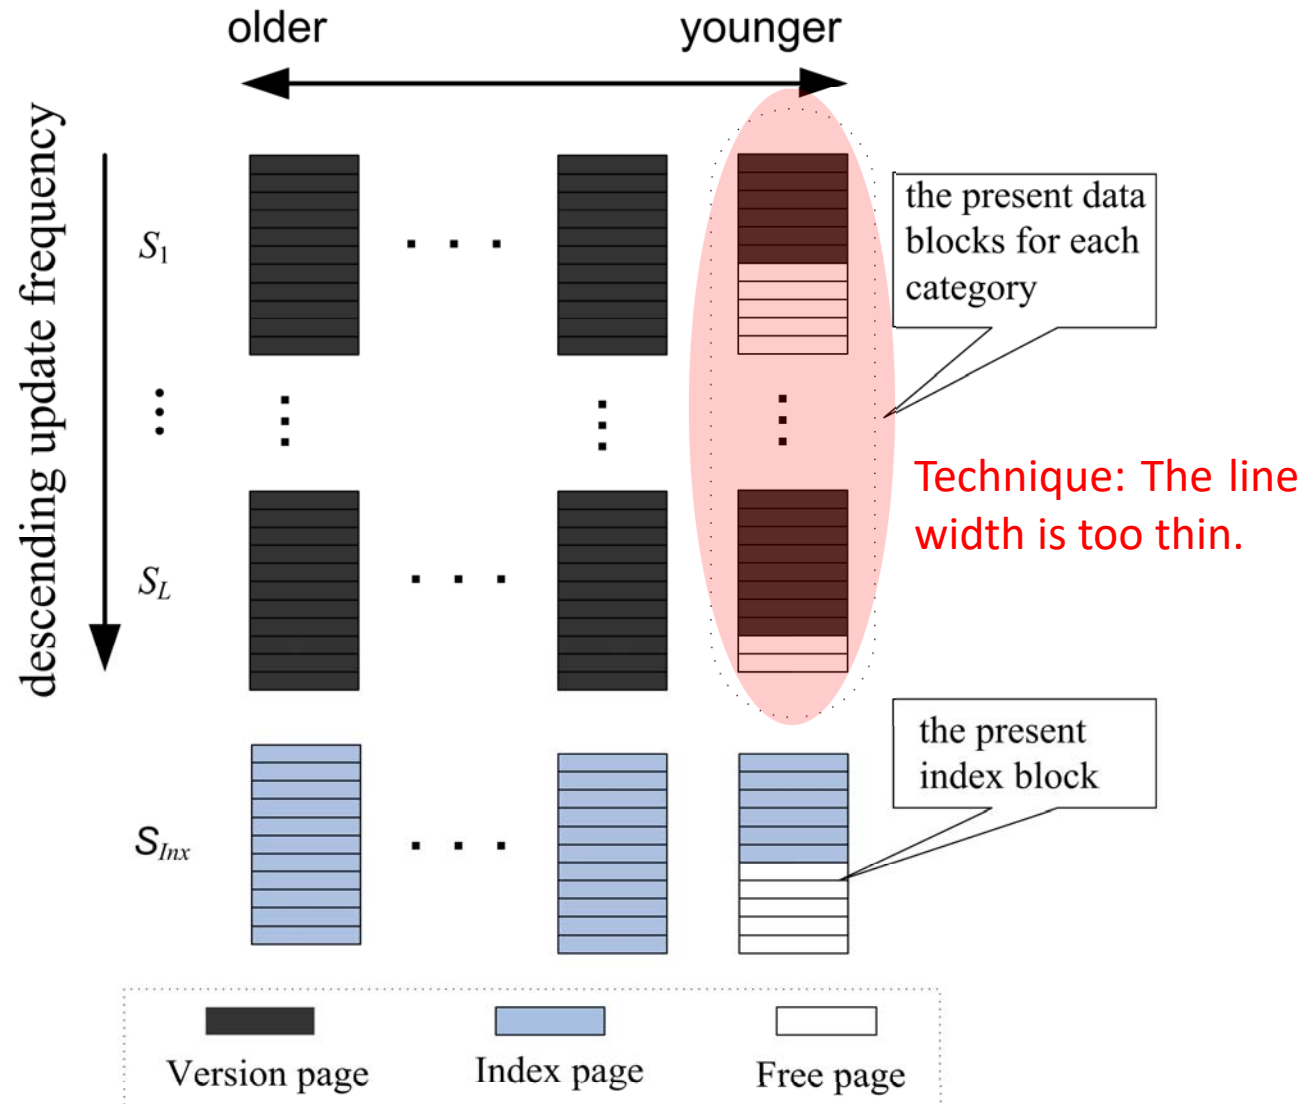 older
younger
descending update frequency
S1
the present data
blocks for each
category
Technique: The line
width is too thin.
SL
the present
index block
SInx
Version page
Index page
Free page